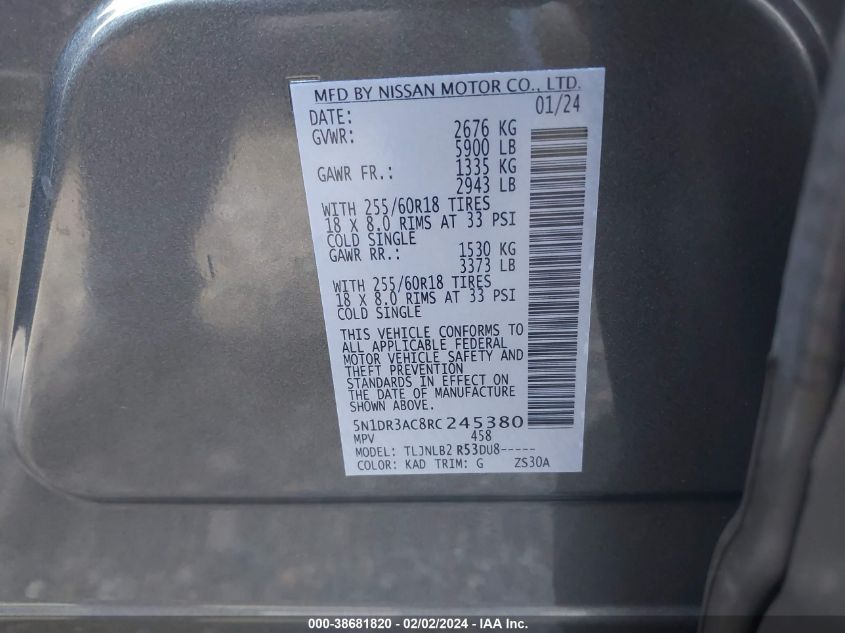 MFD BY NISSAN MOTOR CO., LTD.
DATE: 01/24
GVWR: 2676 KG
5900 LB
GAWR FR.: 1335 KG
2943 LB
WITH 255/60R18 TIRES
18 X 8.0 RIMS AT 33 PSI
COLD SINGLE
GAWR RR.: 1530 KG
3373 LB
WITH 255/60R18 TIRES
18 X 8.0 RIMS AT 33 PSI
COLD SINGLE
THIS VEHICLE CONFORMS TO
ALL APPLICABLE FEDERAL
MOTOR VEHICLE SAFETY AND
THEFT PREVENTION
STANDARDS IN EFFECT ON
THE DATE OF MANUFACTURE
SHOWN ABOVE.
5N1DR3AC8RC245380
MPV 458
MODEL: TLJNLB2 R53DU8-----
COLOR: KAD TRIM: G ZS30A
000-38681820 - 02/02/2024 - IAA Inc.